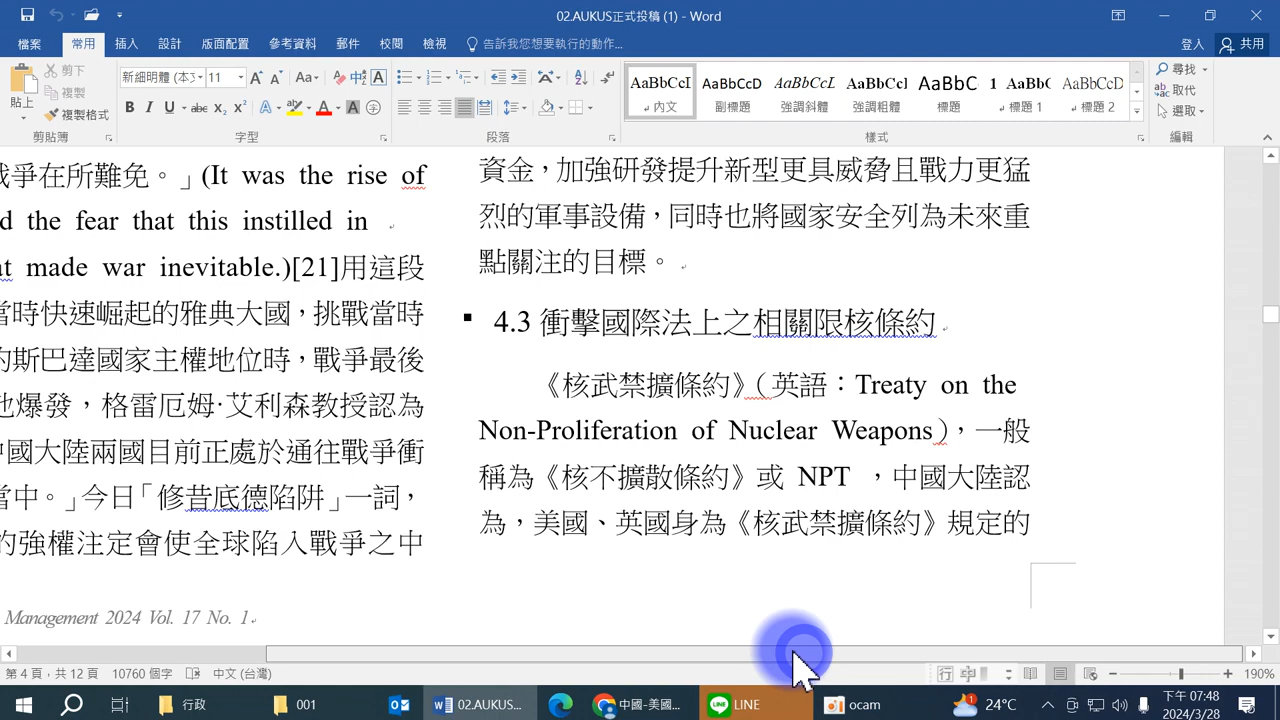 02.AUKUS正式投稿 (1) - Word
檔案 常用 插入 設計 版面配置 參考資料 郵件 校閱 檢視 告訴我您想要執行的動作... 登入 共用
貼上 剪下 複製 複製格式 剪貼簿
新細明體 (本文 11 字型
段落
AaBbCcI AaBbCcD AaBbCcL AaBbCcI AaBbC 1 AaBbC AaBbCcD
內文 副標題 強調斜體 強調粗體 標題 標題 1 標題 2
樣式
尋找 取代 選取 編輯
戰爭在所難免。」(It was the rise of
d the fear that this instilled in
at made war inevitable.)[21]用這段
當時快速崛起的雅典大國，挑戰當時
的斯巴達國家主權地位時，戰爭最後
地爆發，格雷厄姆·艾利森教授認為
中國大陸兩國目前正處於通往戰爭衝
當中。」今日「修昔底德陷阱」一詞，
的強權注定會使全球陷入戰爭之中
Management 2024 Vol. 17 No. 1
資金，加強研發提升新型更具威脅且戰力更猛
烈的軍事設備，同時也將國家安全列為未來重
點關注的目標。
4.3 衝擊國際法上之相關限核條約
《核武禁擴條約》（英語：Treaty on the
Non-Proliferation of Nuclear Weapons），一般
稱為《核不擴散條約》或 NPT ，中國大陸認
為，美國、英國身為《核武禁擴條約》規定的
第 4 頁，共 12 頁 10760 個字 中文 (台灣) 190%
行政 001 02.AUKUS... 中國-美國... LINE ocam 24°C 下午 07:48
2024/3/28